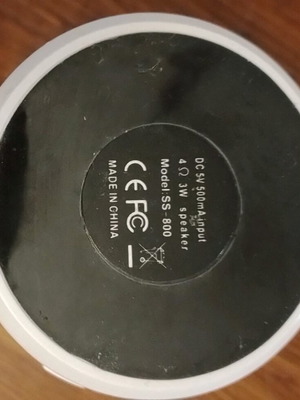 DC 5V 500mA input
4Ω 3W speaker
Model:SS-800
CE FC
MADE IN CHINA